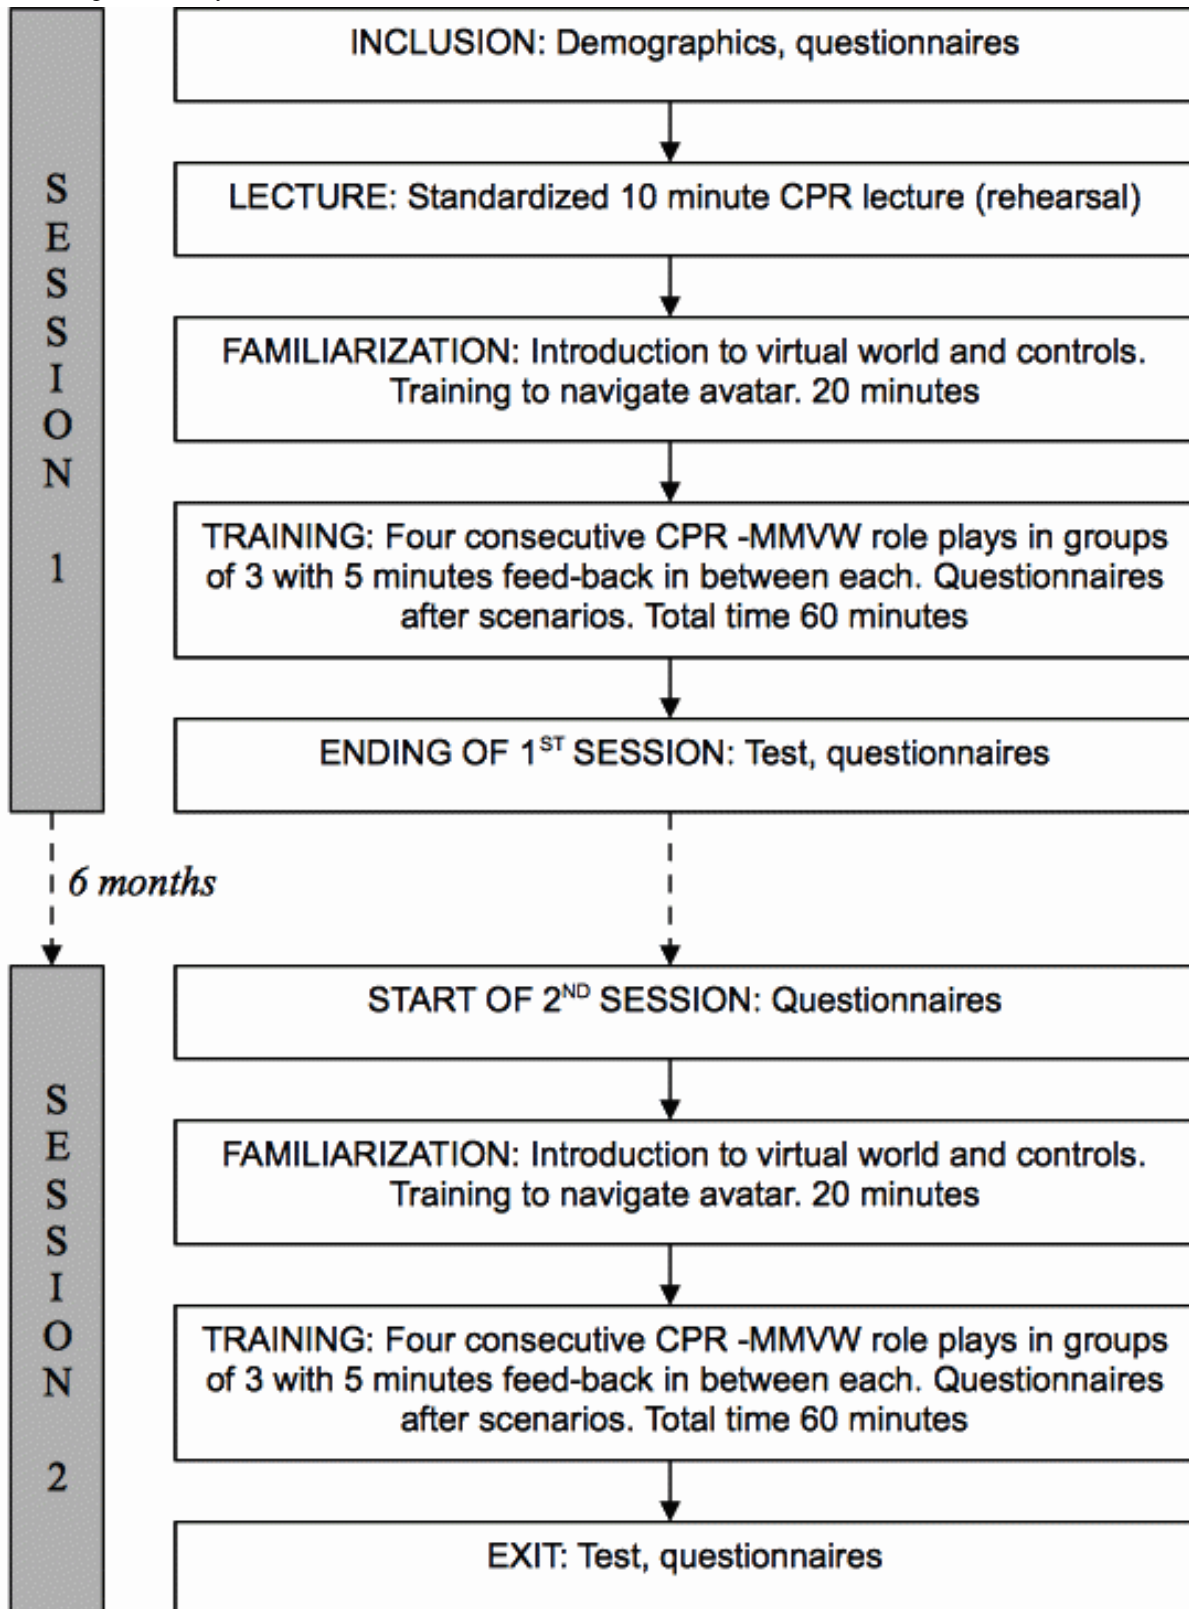 INCLUSION: Demographics, questionnaires
LECTURE: Standardized 10 minute CPR lecture (rehearsal)
FAMILIARIZATION: Introduction to virtual world and controls.
Training to navigate avatar. 20 minutes
TRAINING: Four consecutive CPR -MMVW role plays in groups
of 3 with 5 minutes feed-back in between each. Questionnaires
after scenarios. Total time 60 minutes
ENDING OF 1ST SESSION: Test, questionnaires
SESSION 1
6 months
START OF 2ND SESSION: Questionnaires
FAMILIARIZATION: Introduction to virtual world and controls.
Training to navigate avatar. 20 minutes
TRAINING: Four consecutive CPR -MMVW role plays in groups
of 3 with 5 minutes feed-back in between each. Questionnaires
after scenarios. Total time 60 minutes
EXIT: Test, questionnaires
SESSION 2